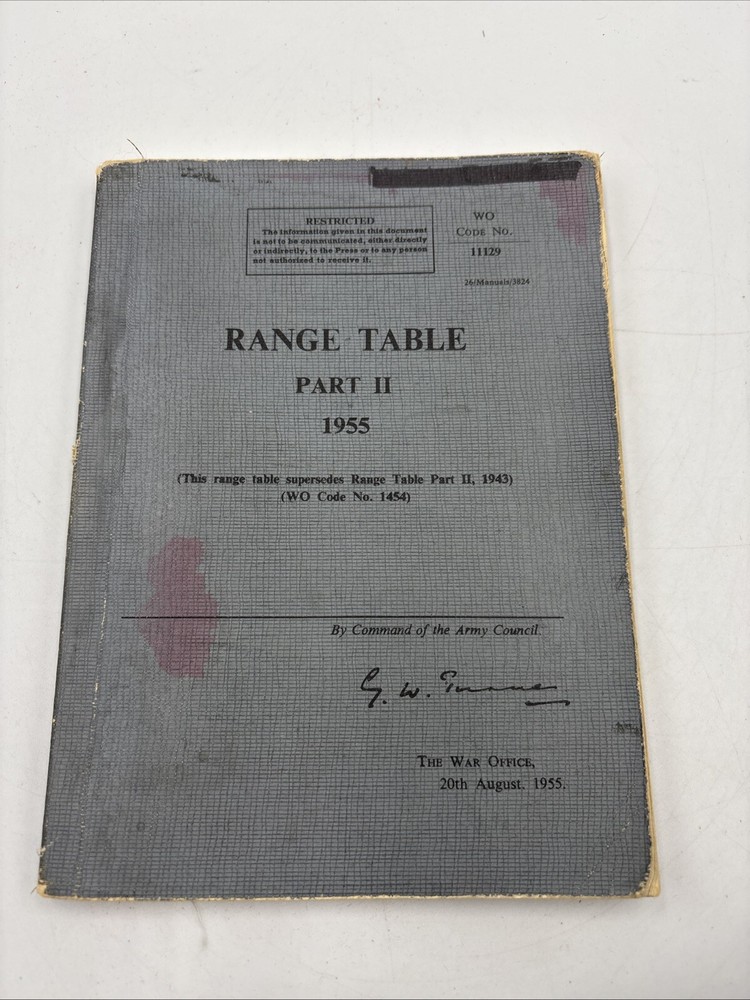 RESTRICTED
The information given in this document
is not to be communicated, either directly
or indirectly, to the Press or to any person
not authorized to receive it.
WO
CODE NO.
11129
26/Manuals/3824
RANGE TABLE
PART II
1955
(This range table supersedes Range Table Part II, 1943)
(WO Code No. 1454)
By Command of the Army Council.
G. W. Turner
THE WAR OFFICE,
20th August, 1955.